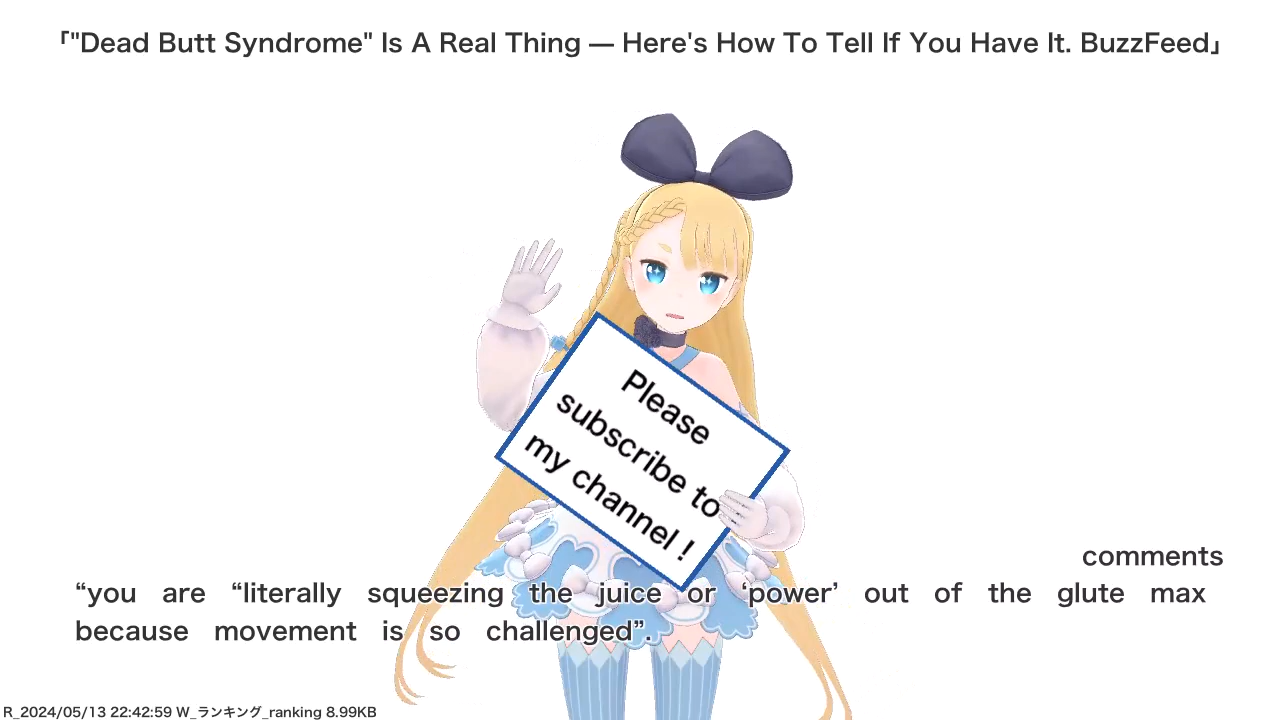 「"Dead Butt Syndrome" Is A Real Thing — Here's How To Tell If You Have It. BuzzFeed」
Please
subscribe to
my channel !
comments
“you are “literally squeezing the juice or ‘power’ out of the glute max
because movement is so challenged”.
R_2024/05/13 22:42:59 W_ランキング_ranking 8.99KB